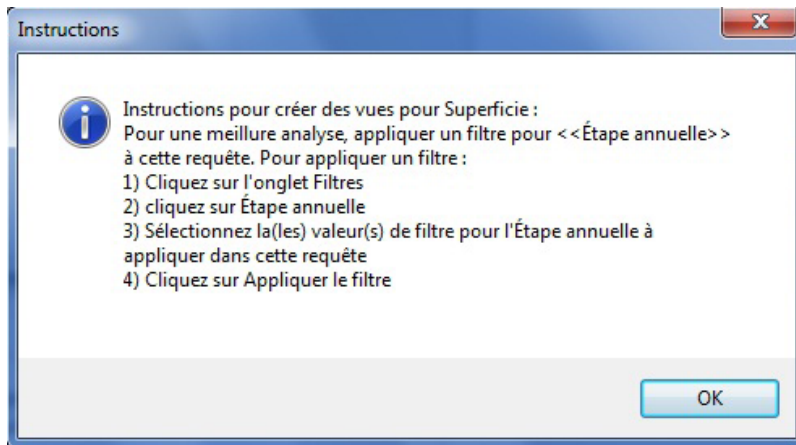 Instructions
Instructions pour créer des vues pour Superficie :
Pour une meillure analyse, appliquer un filtre pour <<Étape annuelle>>
à cette requête. Pour appliquer un filtre :
1) Cliquez sur l'onglet Filtres
2) cliquez sur Étape annuelle
3) Sélectionnez la(les) valeur(s) de filtre pour l'Étape annuelle à
appliquer dans cette requête
4) Cliquez sur Appliquer le filtre
OK